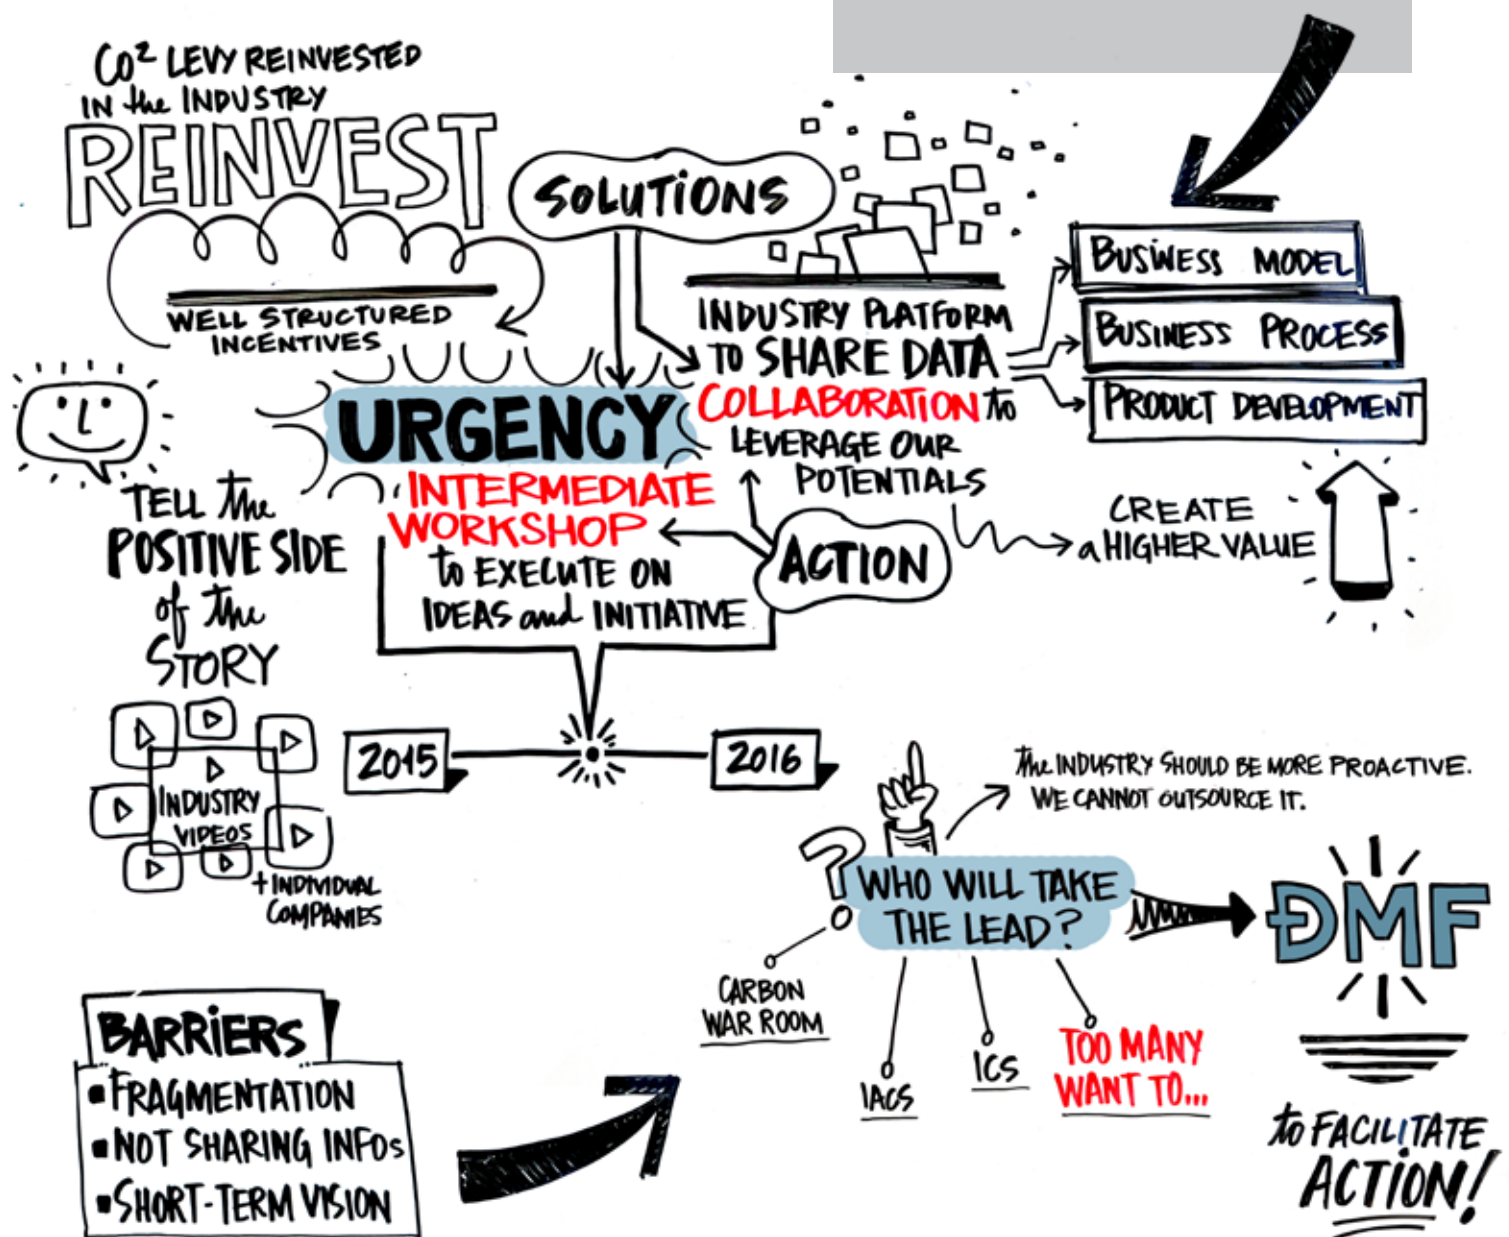 CO² LEVY REINVESTED
IN the INDUSTRY
REINVEST
WELL STRUCTURED
INCENTIVES
SOLUTIONS
INDUSTRY PLATFORM
TO SHARE DATA
COLLABORATION to
LEVERAGE OUR
POTENTIALS
BUSINESS MODEL
BUSINESS PROCESS
PRODUCT DEVELOPMENT
CREATE
a HIGHER VALUE
URGENCY
INTERMEDIATE
WORKSHOP
to EXECUTE ON
IDEAS and INITIATIVE
ACTION
TELL the
POSITIVE SIDE
of the
STORY
INDUSTRY
VIDEOS
+ INDIVIDUAL
COMPANIES
2015
2016
the INDUSTRY SHOULD BE MORE PROACTIVE.
WE CANNOT OUTSOURCE IT.
? WHO WILL TAKE
THE LEAD?
CARBON
WAR ROOM
IACS
ICS
TOO MANY
WANT TO...
DMF
to FACILITATE
ACTION!
BARRIERS
▪ FRAGMENTATION
▪ NOT SHARING INFOs
▪ SHORT-TERM VISION